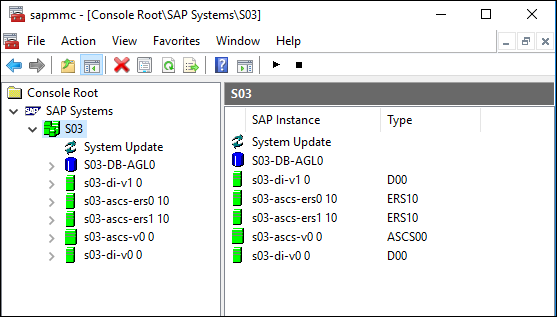 sapmmc - [Console Root\SAP Systems\S03]
File Action View Favorites Window Help
Console Root
SAP Systems
S03
System Update
S03-DB-AGL0
s03-di-v1 0
s03-ascs-ers0 10
s03-ascs-ers1 10
s03-ascs-v0 0
s03-di-v0 0
S03
SAP Instance Type
System Update
S03-DB-AGL0
s03-di-v1 0 D00
s03-ascs-ers0 10 ERS10
s03-ascs-ers1 10 ERS10
s03-ascs-v0 0 ASCS00
s03-di-v0 0 D00